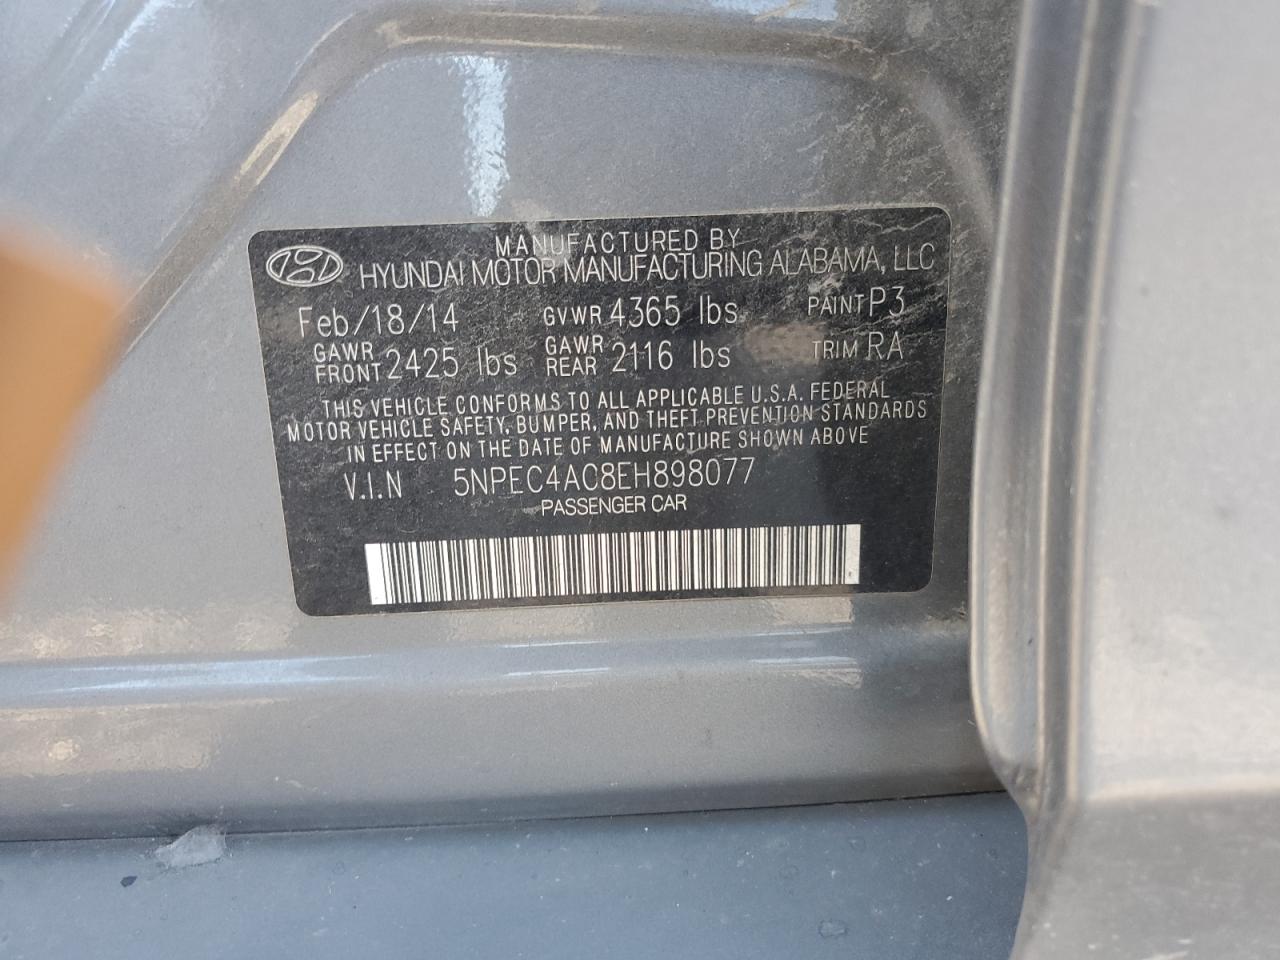 MANUFACTURED BY
HYUNDAI MOTOR MANUFACTURING ALABAMA, LLC
Feb/18/14 GVWR 4365 lbs PAINT P3
GAWR FRONT 2425 lbs GAWR REAR 2116 lbs TRIM RA
THIS VEHICLE CONFORMS TO ALL APPLICABLE U.S.A. FEDERAL
MOTOR VEHICLE SAFETY, BUMPER, AND THEFT PREVENTION STANDARDS
IN EFFECT ON THE DATE OF MANUFACTURE SHOWN ABOVE
V.I.N 5NPEC4AC8EH898077
PASSENGER CAR